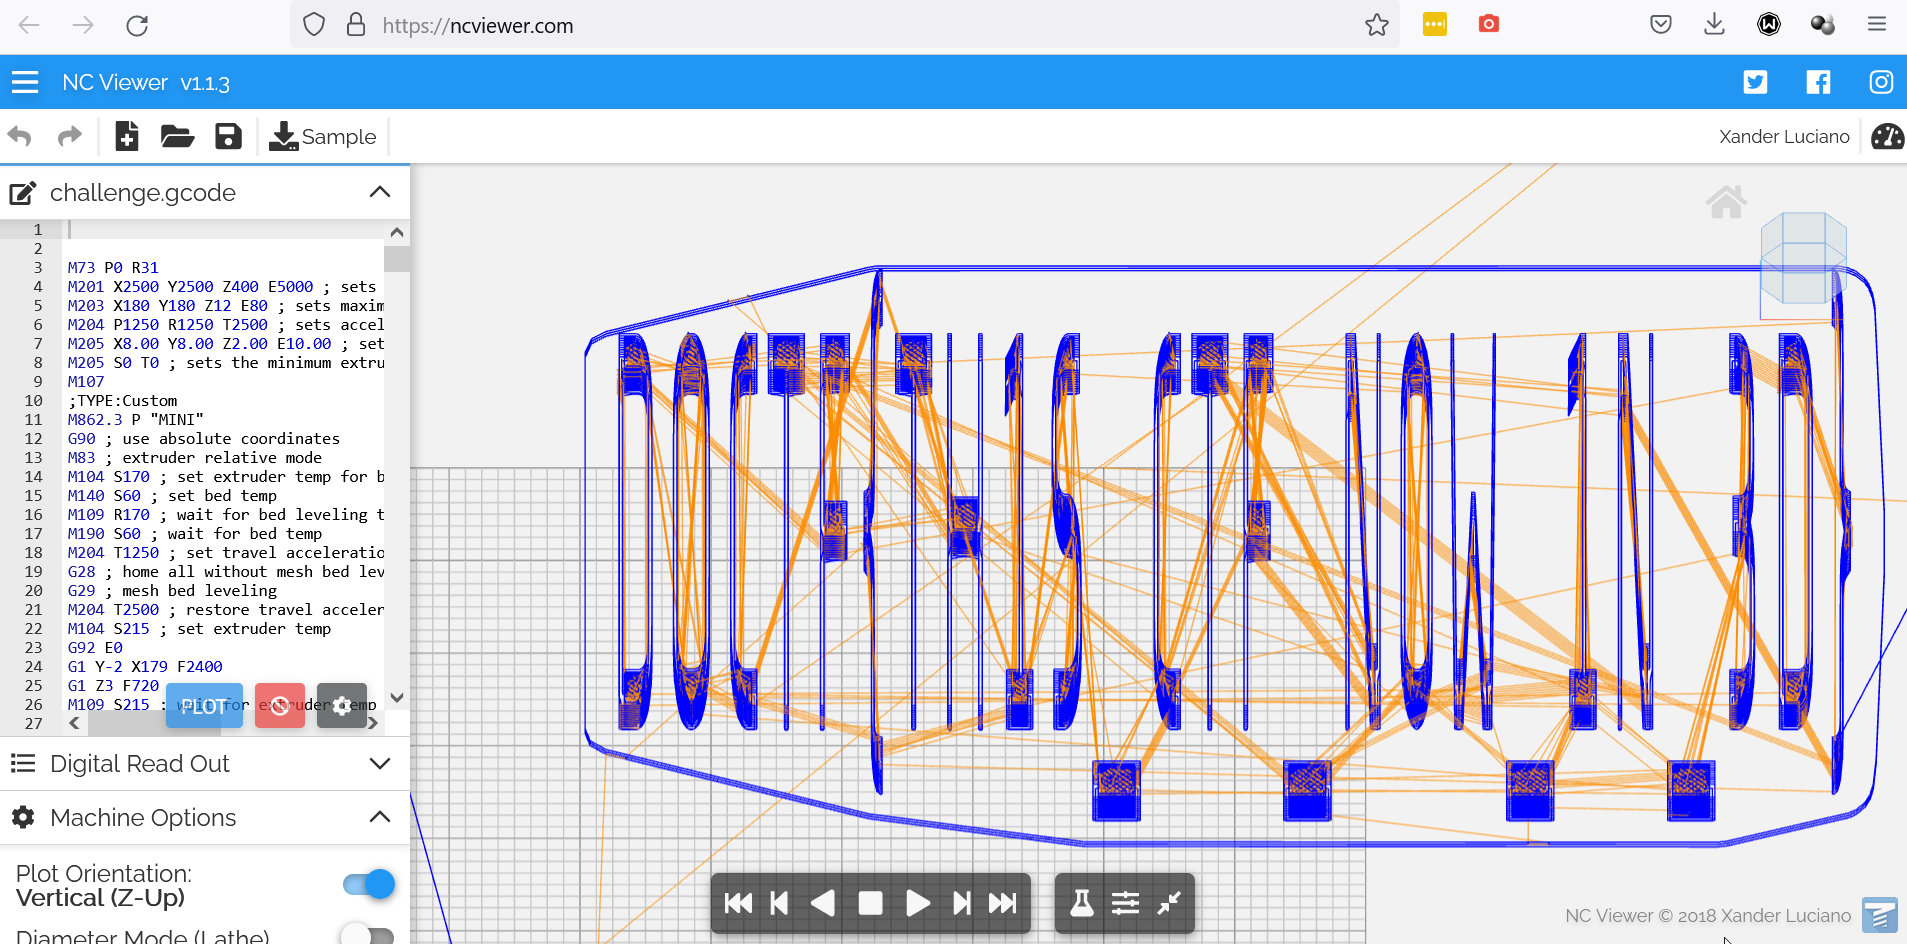 https://ncviewer.com
NC Viewer v1.1.3
Sample
Xander Luciano
challenge.gcode
1
2
3 M73 P0 R31
4 M201 X2500 Y2500 Z400 E5000 ; sets
5 M203 X180 Y180 Z12 E80 ; sets maxim
6 M204 P1250 R1250 T2500 ; sets accel
7 M205 X8.00 Y8.00 Z2.00 E10.00 ; set
8 M205 S0 T0 ; sets the minimum extru
9 M107
10 ;TYPE:Custom
11 M862.3 P "MINI"
12 G90 ; use absolute coordinates
13 M83 ; extruder relative mode
14 M104 S170 ; set extruder temp for b
15 M140 S60 ; set bed temp
16 M109 R170 ; wait for bed leveling t
17 M190 S60 ; wait for bed temp
18 M204 T1250 ; set travel acceleratio
19 G28 ; home all without mesh bed lev
20 G29 ; mesh bed leveling
21 M204 T2500 ; restore travel acceler
22 M104 S215 ; set extruder temp
23 G92 E0
24 G1 Y-2 X179 F2400
25 G1 Z3 F720
26 M109 S215 ; wait for extruder temp
27
PLOT
Digital Read Out
Machine Options
Plot Orientation:
Vertical (Z-Up)
Diameter Mode (Lathe)
NC Viewer © 2018 Xander Luciano